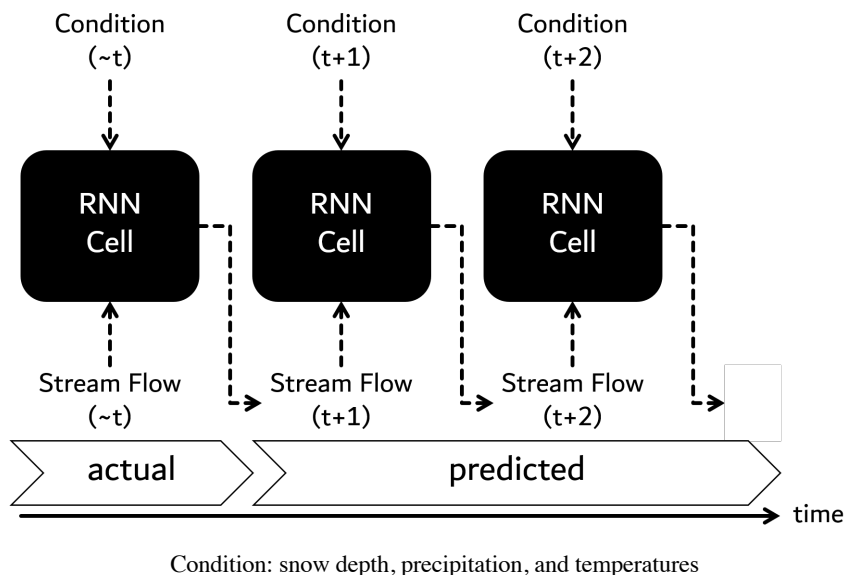 Condition
(~t)
Condition
(t+1)
Condition
(t+2)
RNN
Cell
RNN
Cell
RNN
Cell
Stream Flow
(~t)
Stream Flow
(t+1)
Stream Flow
(t+2)
actual
predicted
time
Condition: snow depth, precipitation, and temperatures